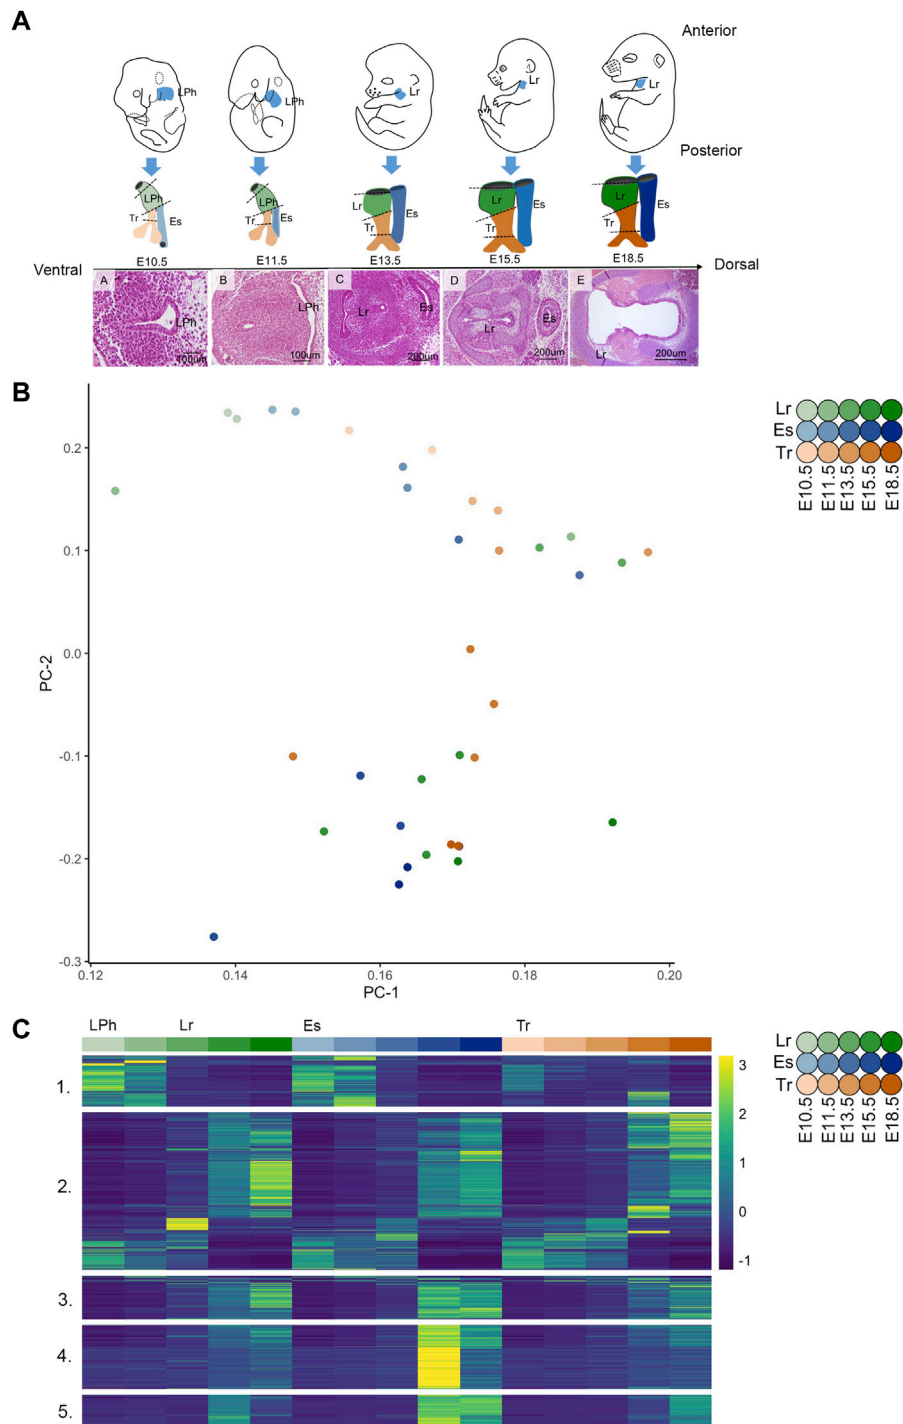 A
Anterior
LPh
LPh
Lr
Lr
Lr
Posterior
LPh
Tr
Es
LPh
Tr
Es
Lr
Tr
Es
Lr
Tr
Es
Lr
Tr
Es
Ventral
E10.5
E11.5
E13.5
E15.5
E18.5
Dorsal
A
LPh
100um
B
LPh
100um
C
Lr
Es
200um
D
Lr
Es
200um
E
Lr
200um
B
PC-2
0.2
0.1
0.0
-0.1
-0.2
-0.3
0.12
0.14
0.16
0.18
0.20
PC-1
Lr
Es
Tr
E10.5
E11.5
E13.5
E15.5
E18.5
C
LPh
Lr
Es
Tr
1.
2.
3.
4.
5.
3
2
1
0
-1
Lr
Es
Tr
E10.5
E11.5
E13.5
E15.5
E18.5